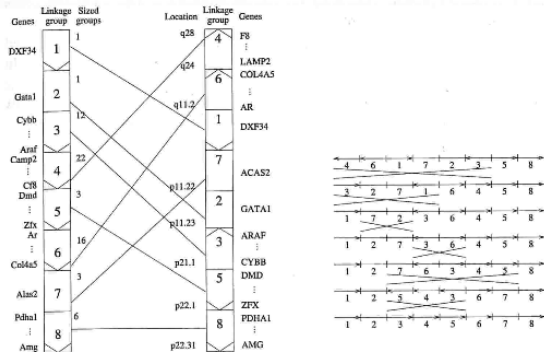 Genes Linkage group Sized groups Location Linkage group Genes
DXF34 1 1 q28 4 F8
⋮
q24 LAMP2
Gata1 2 1 6 COL4A5
⋮
Cybb 12 q11.2 AR
⋮ 3 1 DXF34
Araf
Camp2 22
⋮ 4 7 ACAS2
Cf8 p11.22
Dmd 3
⋮ 5 2 GATA1
Zfx p11.23
Ar 16 ARAF
⋮ 6 3 ⋮
Col4a5 p21.1 CYBB
3 DMD
Alas2 7 5 ⋮
p22.1 ZFX
Pdha1 6 PDHA1
⋮ 8 8 ⋮
Amg p22.31 AMG
4 6 1 7 2 3 5 8
3 2 7 1 6 4 5 8
1 7 2 3 6 4 5 8
1 2 7 3 6 4 5 8
1 2 7 6 3 4 5 8
1 2 5 4 3 6 7 8
1 2 3 4 5 6 7 8